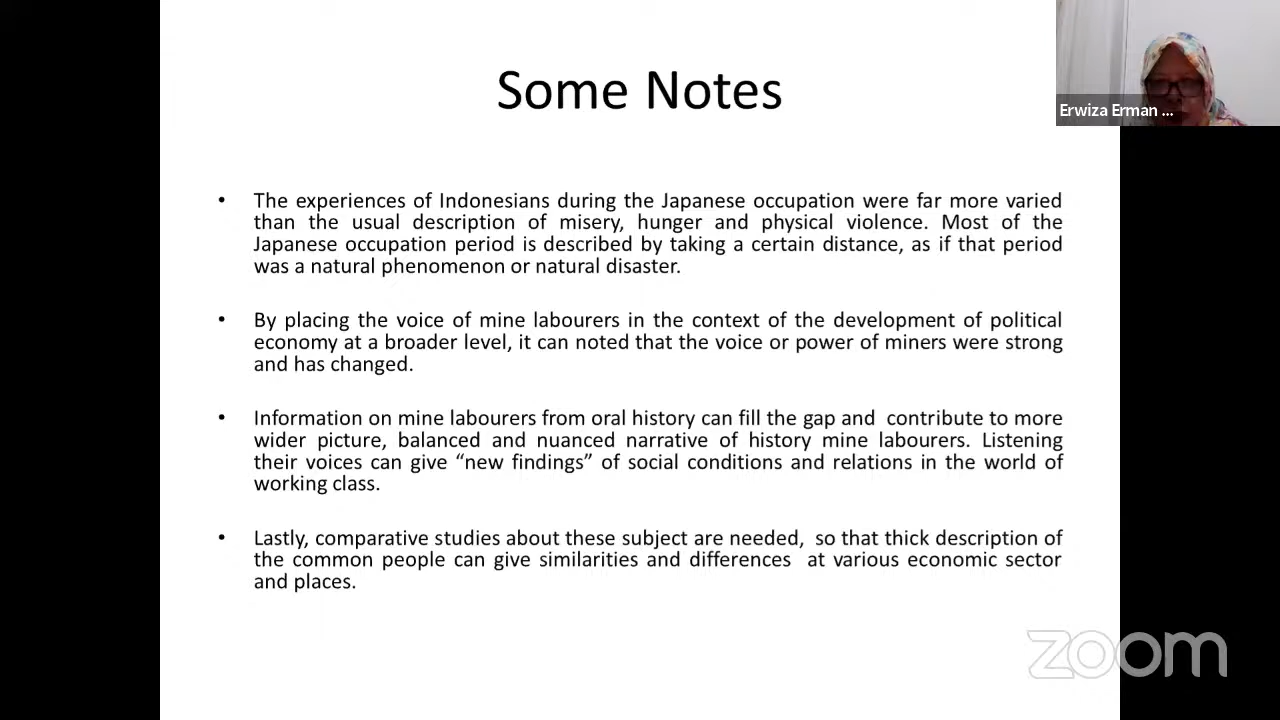 Some Notes
Erwiza Erman ...
• The experiences of Indonesians during the Japanese occupation were far more varied
than the usual description of misery, hunger and physical violence. Most of the
Japanese occupation period is described by taking a certain distance, as if that period
was a natural phenomenon or natural disaster.
• By placing the voice of mine labourers in the context of the development of political
economy at a broader level, it can noted that the voice or power of miners were strong
and has changed.
• Information on mine labourers from oral history can fill the gap and contribute to more
wider picture, balanced and nuanced narrative of history mine labourers. Listening
their voices can give “new findings” of social conditions and relations in the world of
working class.
• Lastly, comparative studies about these subject are needed, so that thick description of
the common people can give similarities and differences at various economic sector
and places.
zoom